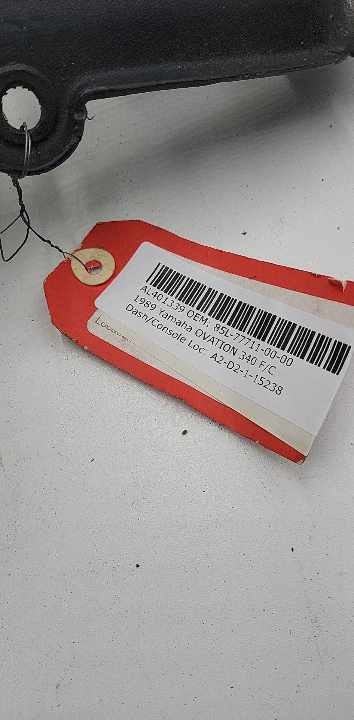 AL401339 OEM: 85L-77711-00-00
1989 Yamaha OVATION 340 F/C
Dash/Console Loc: A2-D2-1-15238